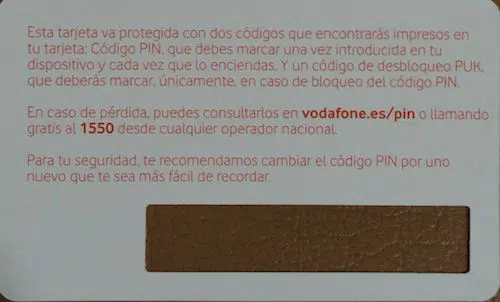 Esta tarjeta va protegida con dos códigos que encontrarás impresos en
tu tarjeta: Código PIN, que debes marcar una vez introducida en tu
dispositivo y cada vez que lo enciendas. Y un código de desbloqueo PUK,
que deberás marcar, únicamente, en caso de bloqueo del código PIN.
En caso de pérdida, puedes consultarlos en vodafone.es/pin o llamando
gratis al 1550 desde cualquier operador nacional.
Para tu seguridad, te recomendamos cambiar el código PIN por uno
nuevo que te sea más fácil de recordar.